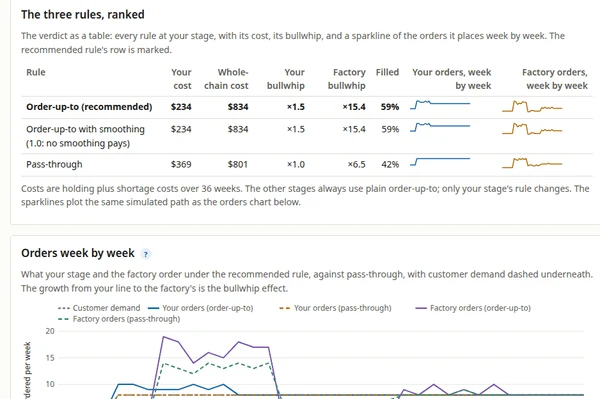 The three rules, ranked
The verdict as a table: every rule at your stage, with its cost, its bullwhip, and a sparkline of the orders it places week by week. The
recommended rule's row is marked.
Rule Your cost Whole-chain cost Your bullwhip Factory bullwhip Filled Your orders, week by week Factory orders, week by week
Order-up-to (recommended) $234 $834 ×1.5 ×15.4 59%
Order-up-to with smoothing $234 $834 ×1.5 ×15.4 59%
(1.0: no smoothing pays)
Pass-through $369 $801 ×1.0 ×6.5 42%
Costs are holding plus shortage costs over 36 weeks. The other stages always use plain order-up-to; only your stage's rule changes. The
sparklines plot the same simulated path as the orders chart below.
Orders week by week ?
What your stage and the factory order under the recommended rule, against pass-through, with customer demand dashed underneath.
The growth from your line to the factory's is the bullwhip effect.
Customer demand Your orders (order-up-to) Your orders (pass-through) Factory orders (order-up-to)
Factory orders (pass-through)
20
15
10
per week